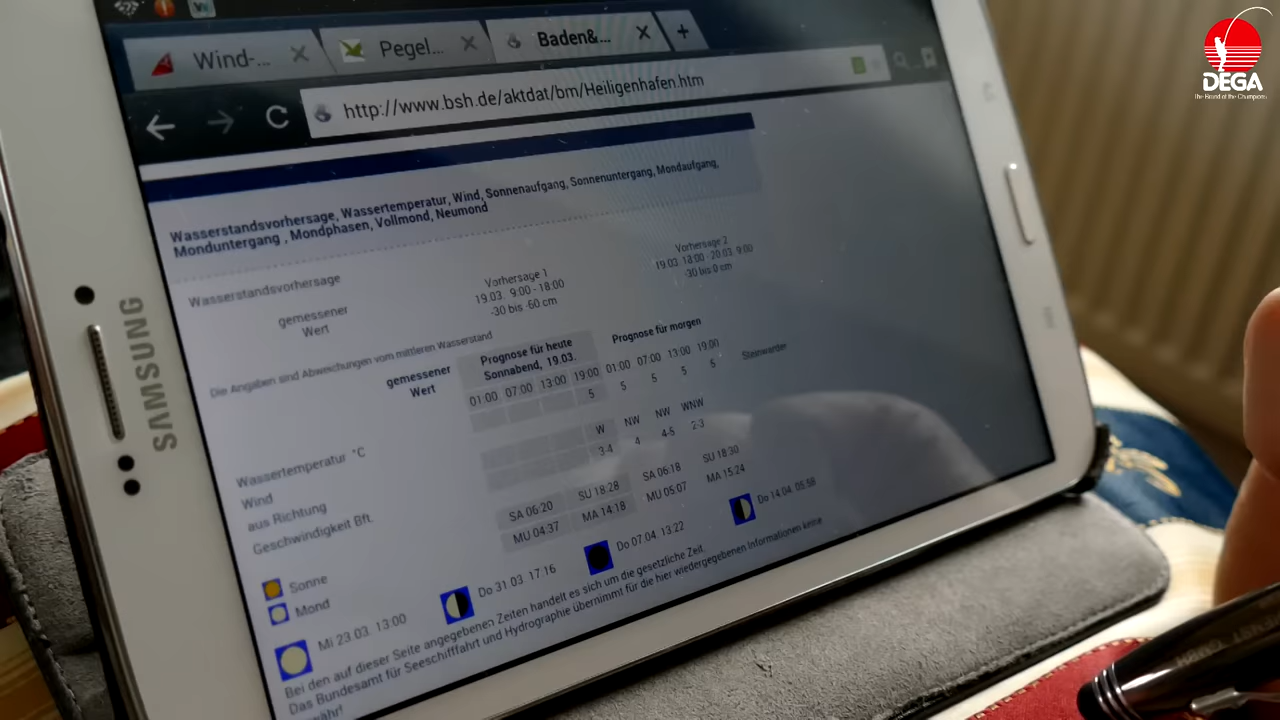 DEGA
The Brand of the Champions
Wind-...
Pegel...
Baden&...
http://www.bsh.de/aktdat/bm/Heiligenhafen.htm
Wasserstandsvorhersage, Wassertemperatur, Wind, Sonnenaufgang, Sonnenuntergang, Mondaufgang,
Monduntergang , Mondphasen, Vollmond, Neumond
Wasserstandsvorhersage
gemessener
Wert
Vorhersage 1
19.03. 9:00 - 18:00
-30 bis -60 cm
Vorhersage 2
19.03. 18:00 - 20.03. 9:00
-30 bis 0 cm
Die Angaben sind Abweichungen vom mittleren Wasserstand
gemessener
Wert
Prognose für heute
Sonnabend, 19.03.
Prognose für morgen
01:00 07:00 13:00 19:00 01:00 07:00 13:00 19:00
Wassertemperatur °C
5 5 5 5 5
Steinwarder
Wind
aus Richtung
W NW NW WNW
Geschwindigkeit Bft.
3-4 4 4-5 2-3
Sonne
SA 06:20 SU 18:28 SA 06:18 SU 18:30
Mond
MU 04:37 MA 14:18 MU 05:07 MA 15:24
Mi 23.03. 13:00
Do 31.03. 17:16
Do 07.04. 13:22
Do 14.04. 05:58
Bei den auf dieser Seite angegebenen Zeiten handelt es sich um die gesetzliche Zeit.
Das Bundesamt für Seeschifffahrt und Hydrographie übernimmt für die hier wiedergegebenen Informationen keine
SAMSUNG